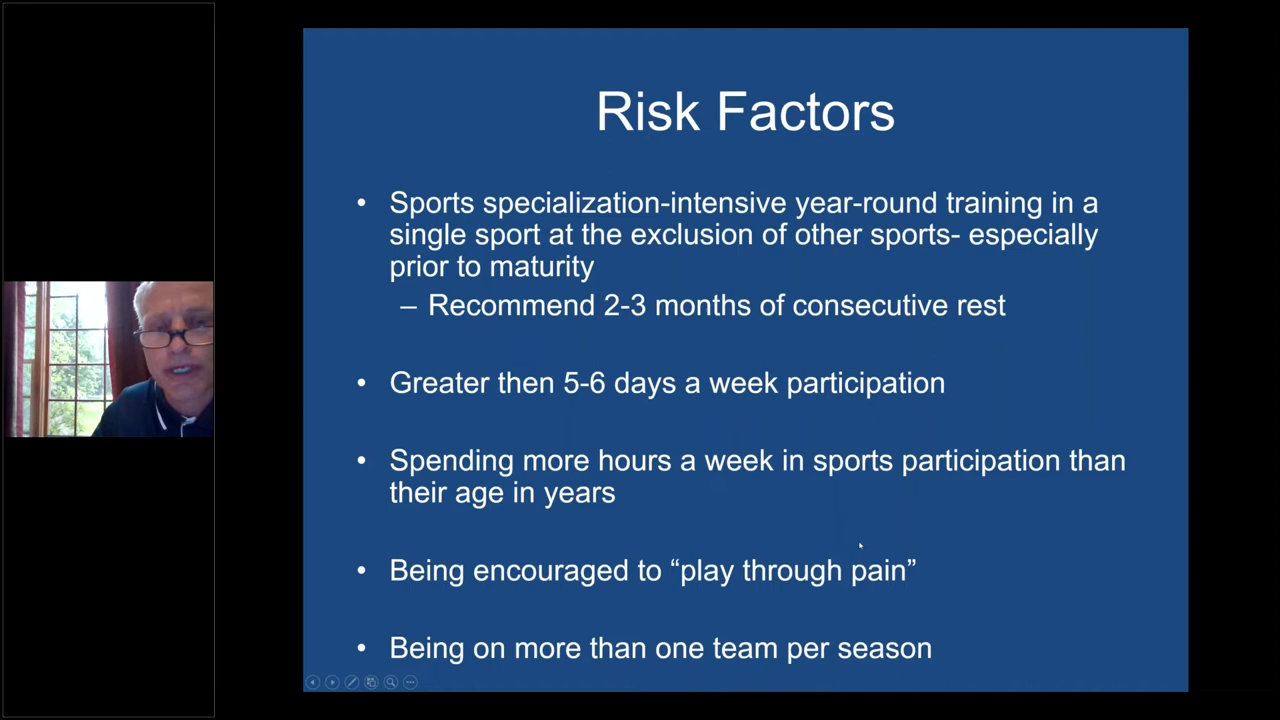 Risk Factors
• Sports specialization-intensive year-round training in a
single sport at the exclusion of other sports- especially
prior to maturity
– Recommend 2-3 months of consecutive rest
• Greater then 5-6 days a week participation
• Spending more hours a week in sports participation than
their age in years
• Being encouraged to “play through pain”
• Being on more than one team per season